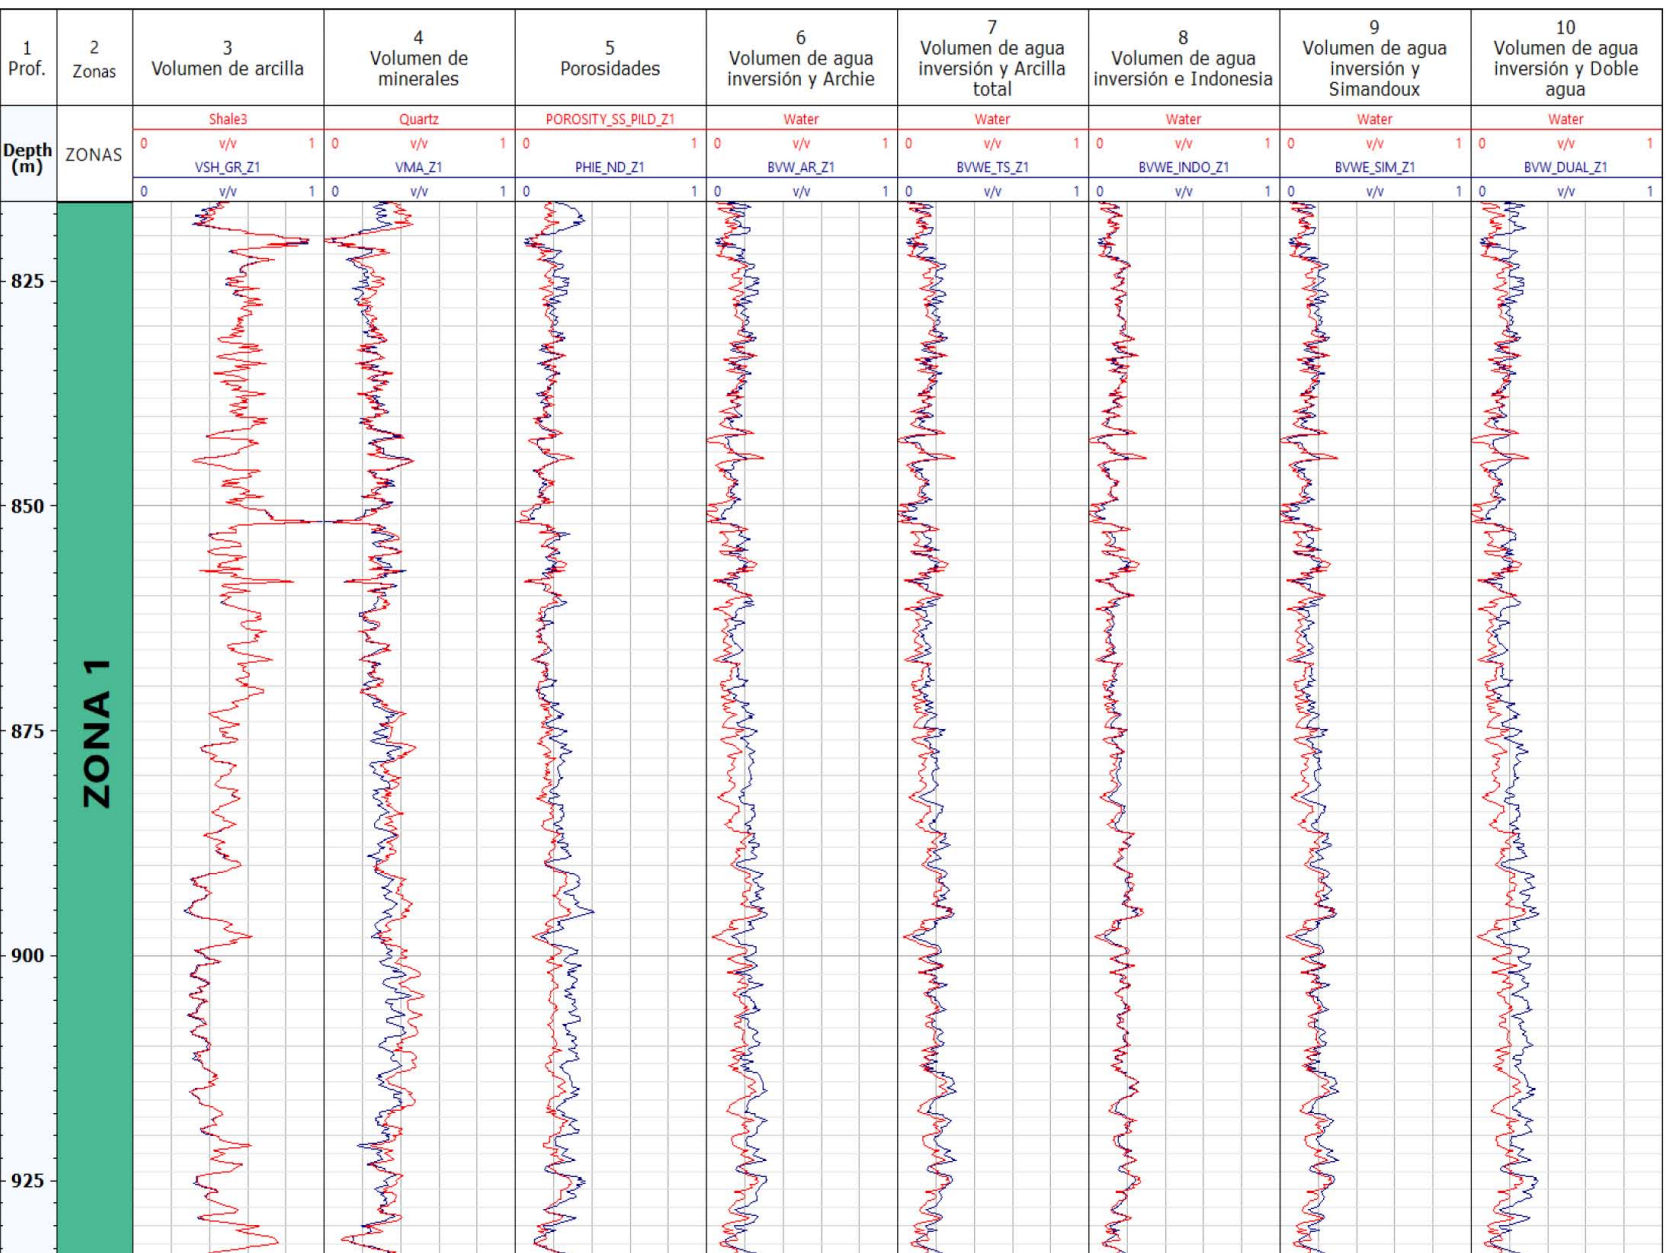 1
Prof.
2
Zonas
3
Volumen de arcilla
4
Volumen de
minerales
5
Porosidades
6
Volumen de agua
inversión y Archie
7
Volumen de agua
inversión y Arcilla
total
8
Volumen de agua
inversión e Indonesia
9
Volumen de agua
inversión y
Simandoux
10
Volumen de agua
inversión y Doble
agua
Depth
(m)
ZONAS
Shale3
0 v/v 1
VSH_GR_Z1
0 v/v 1
Quartz
0 v/v 1
VMA_Z1
0 v/v 1
POROSITY_SS_PILD_Z1
0 v/v 1
PHIE_ND_Z1
0 v/v 1
Water
0 v/v 1
BVW_AR_Z1
0 v/v 1
Water
0 v/v 1
BVWE_TS_Z1
0 v/v 1
Water
0 v/v 1
BVWE_INDO_Z1
0 v/v 1
Water
0 v/v 1
BVWE_SIM_Z1
0 v/v 1
Water
0 v/v 1
BVW_DUAL_Z1
0 v/v 1
825
850
875
900
925
ZONA 1